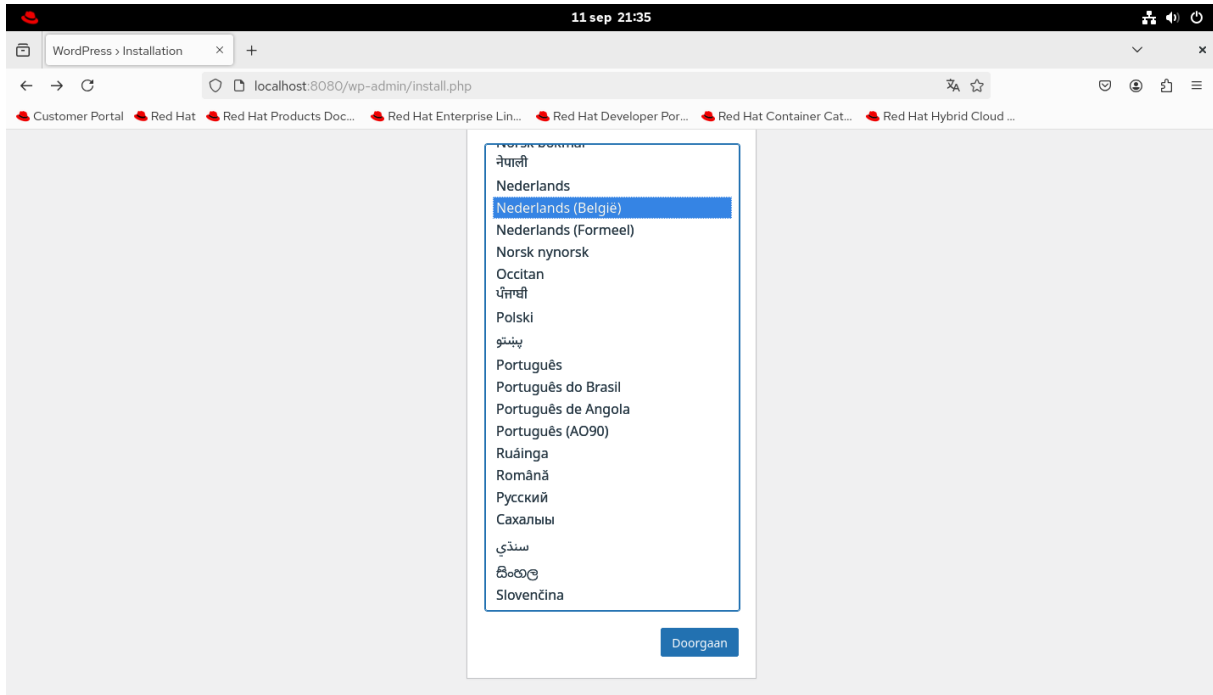 11 sep 21:35
WordPress › Installation
localhost:8080/wp-admin/install.php
Customer Portal Red Hat Red Hat Products Doc... Red Hat Enterprise Lin... Red Hat Developer Por... Red Hat Container Cat... Red Hat Hybrid Cloud ...
Norsk bokmål
नेपाली
Nederlands
Nederlands (België)
Nederlands (Formeel)
Norsk nynorsk
Occitan
ਪੰਜਾਬੀ
Polski
پښتو
Português
Português do Brasil
Português de Angola
Português (AO90)
Ruáinga
Română
Русский
Сахалыы
سنڌي
සිංහල
Slovenčina
Doorgaan